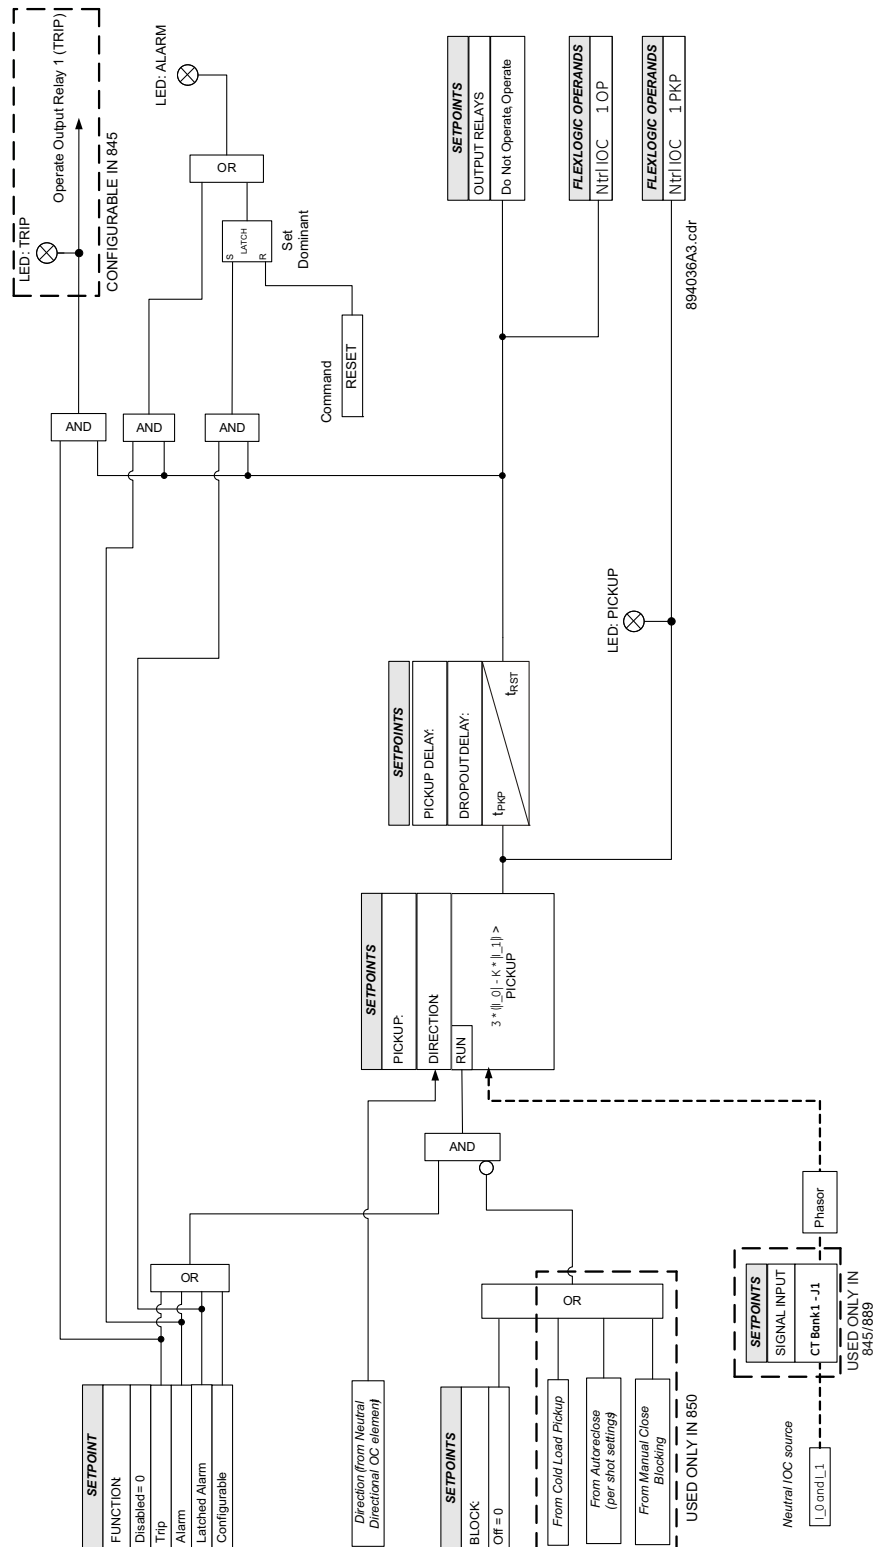 SETPOINT
FUNCTION:
Disabled = 0
Trip
Alarm
Latched Alarm
Configurable
OR
Direction (from Neutral
Directional OC element)
SETPOINTS
BLOCK:
Off = 0
From Cold Load Pickup
From Autoreclose
(per shot settings)
From Manual Close
Blocking
OR
USED ONLY IN 850
Neutral IOC source
I_0 and I_1
SETPOINTS
SIGNAL INPUT
CT Bank 1 - J1
USED ONLY IN
845/889
Phasor
AND
SETPOINTS
PICKUP:
DIRECTION:
RUN
3 * (|I_0| - K * |I_1|) >
PICKUP
SETPOINTS
PICKUP DELAY:
DROPOUT DELAY:
tPKP
tRST
LED: PICKUP
AND
AND
AND
Command
RESET
S
LATCH
R
Set
Dominant
OR
LED: ALARM
LED: TRIP
Operate Output Relay 1 (TRIP)
CONFIGURABLE IN 845
SETPOINTS
OUTPUT RELAYS
Do Not Operate, Operate
FLEXLOGIC OPERANDS
Ntrl IOC 1 OP
FLEXLOGIC OPERANDS
Ntrl IOC 1 PKP
894036A3.cdr